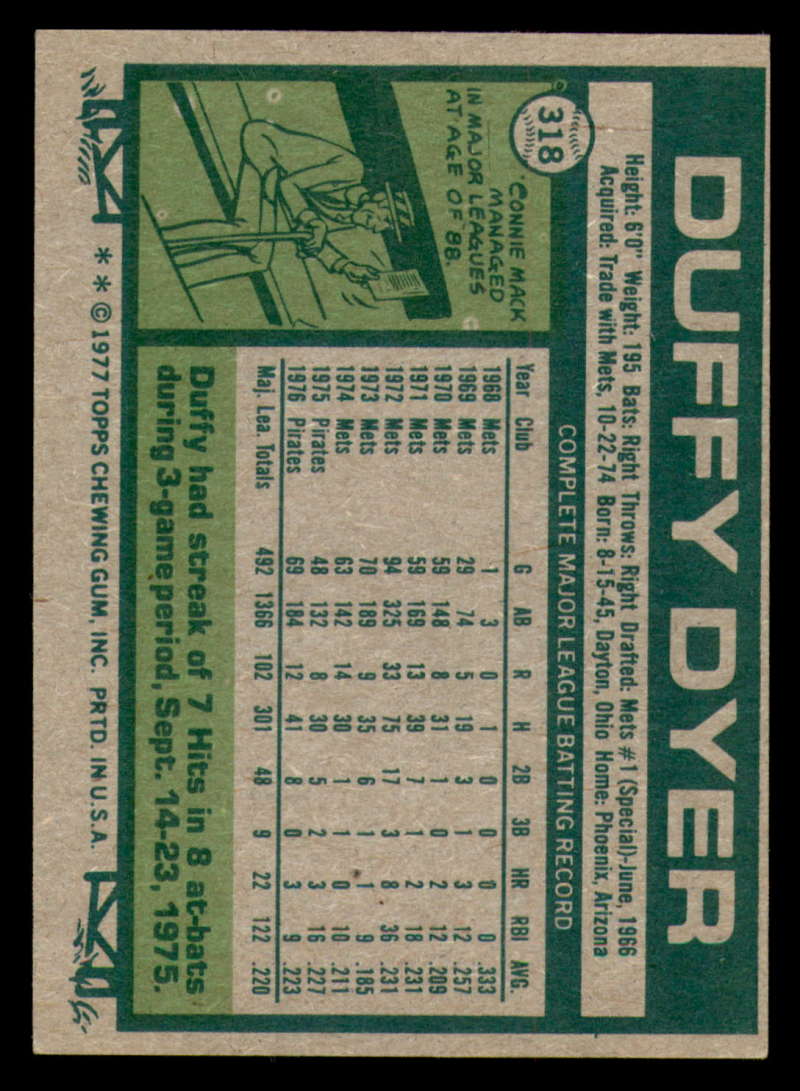 318
DUFFY DYER
Height: 6'0" Weight: 195 Bats: Right Throws: Right Drafted: Mets #1 (Special)-June, 1966
Acquired: Trade with Mets, 10-22-74 Born: 8-15-45, Dayton, Ohio Home: Phoenix, Arizona
COMPLETE MAJOR LEAGUE BATTING RECORD
Year Club G AB R H 2B 3B HR RBI AVG.
1968 Mets 1 3 0 1 0 0 0 0 .333
1969 Mets 29 74 5 19 3 1 3 12 .257
1970 Mets 59 148 8 31 1 0 2 12 .209
1971 Mets 59 169 13 39 7 1 2 18 .231
1972 Mets 94 325 33 75 17 3 8 36 .231
1973 Mets 70 189 9 35 6 1 1 9 .185
1974 Mets 63 142 14 30 1 1 0 10 .211
1975 Pirates 48 132 8 30 5 2 3 16 .227
1976 Pirates 69 184 12 41 8 0 3 9 .223
Maj. Lea. Totals 492 1366 102 301 48 9 22 122 .220
CONNIE MACK
MANAGED
IN MAJOR LEAGUES
AT AGE OF 88.
Duffy had streak of 7 Hits in 8 at-bats
during 3-game period, Sept. 14-23, 1975.
* * © 1977 TOPPS CHEWING GUM, INC. PRTD. IN U.S.A.